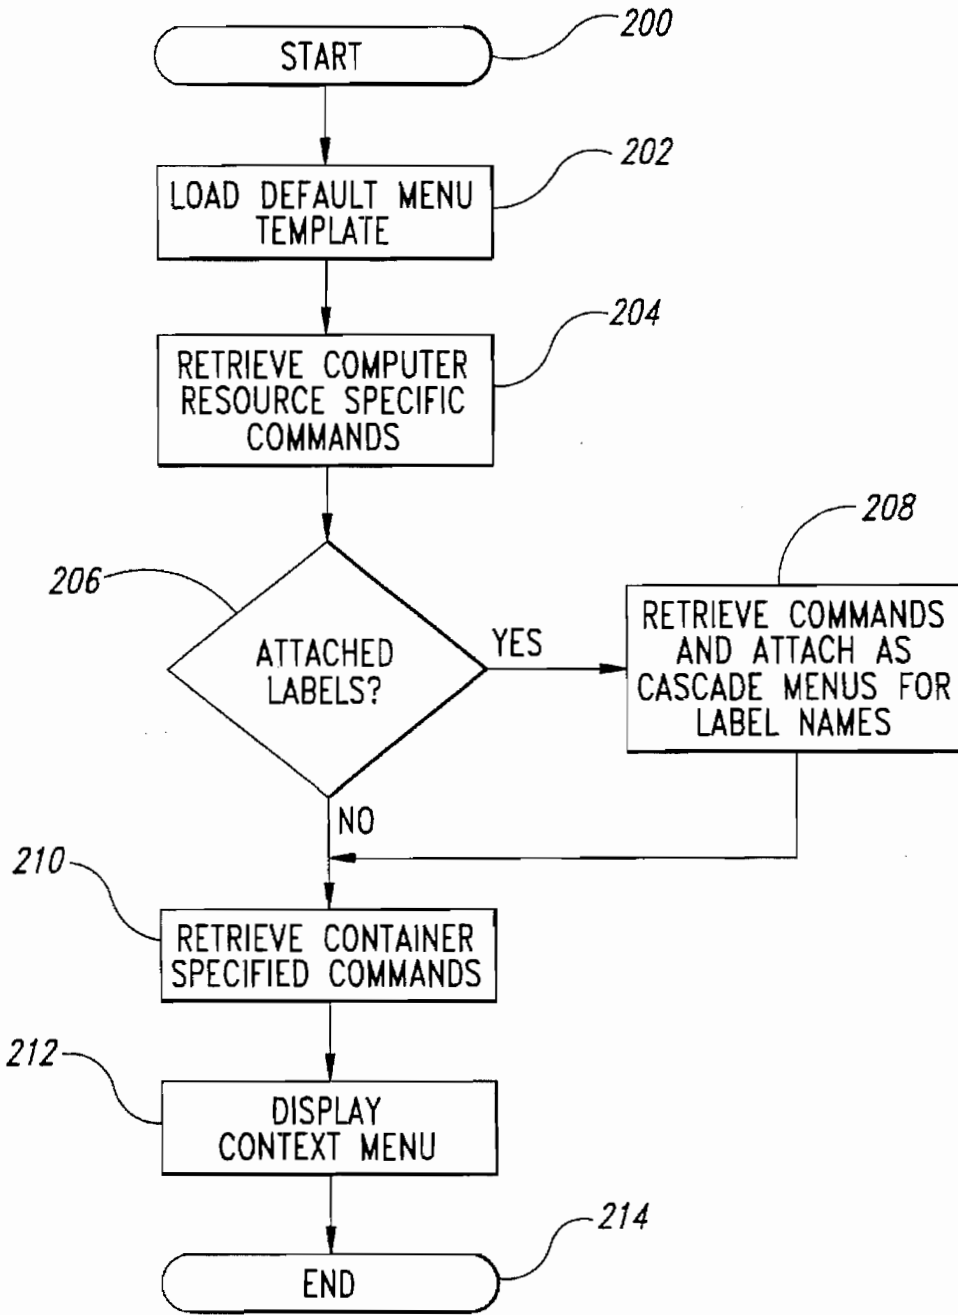 200
START
202
LOAD DEFAULT MENU
TEMPLATE
204
RETRIEVE COMPUTER
RESOURCE SPECIFIC
COMMANDS
206
ATTACHED
LABELS?
YES
208
RETRIEVE COMMANDS
AND ATTACH AS
CASCADE MENUS FOR
LABEL NAMES
NO
210
RETRIEVE CONTAINER
SPECIFIED COMMANDS
212
DISPLAY
CONTEXT MENU
214
END